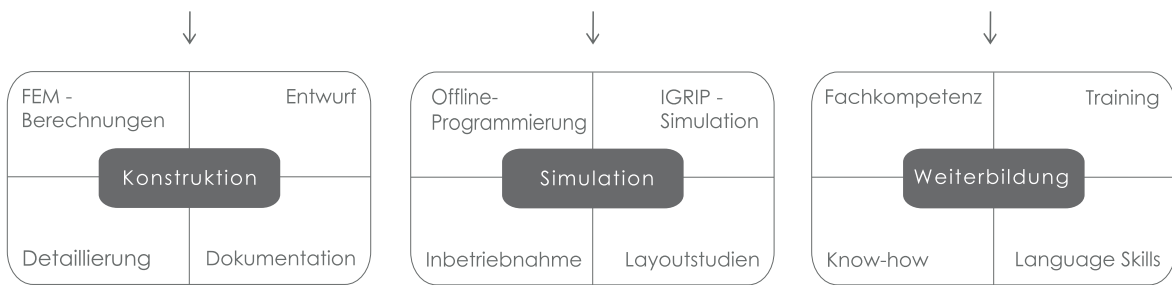 FEM -
Berechnungen
Entwurf
Konstruktion
Detaillierung
Dokumentation
Offline-
Programmierung
IGRIP -
Simulation
Simulation
Inbetriebnahme
Layoutstudien
Fachkompetenz
Training
Weiterbildung
Know-how
Language Skills